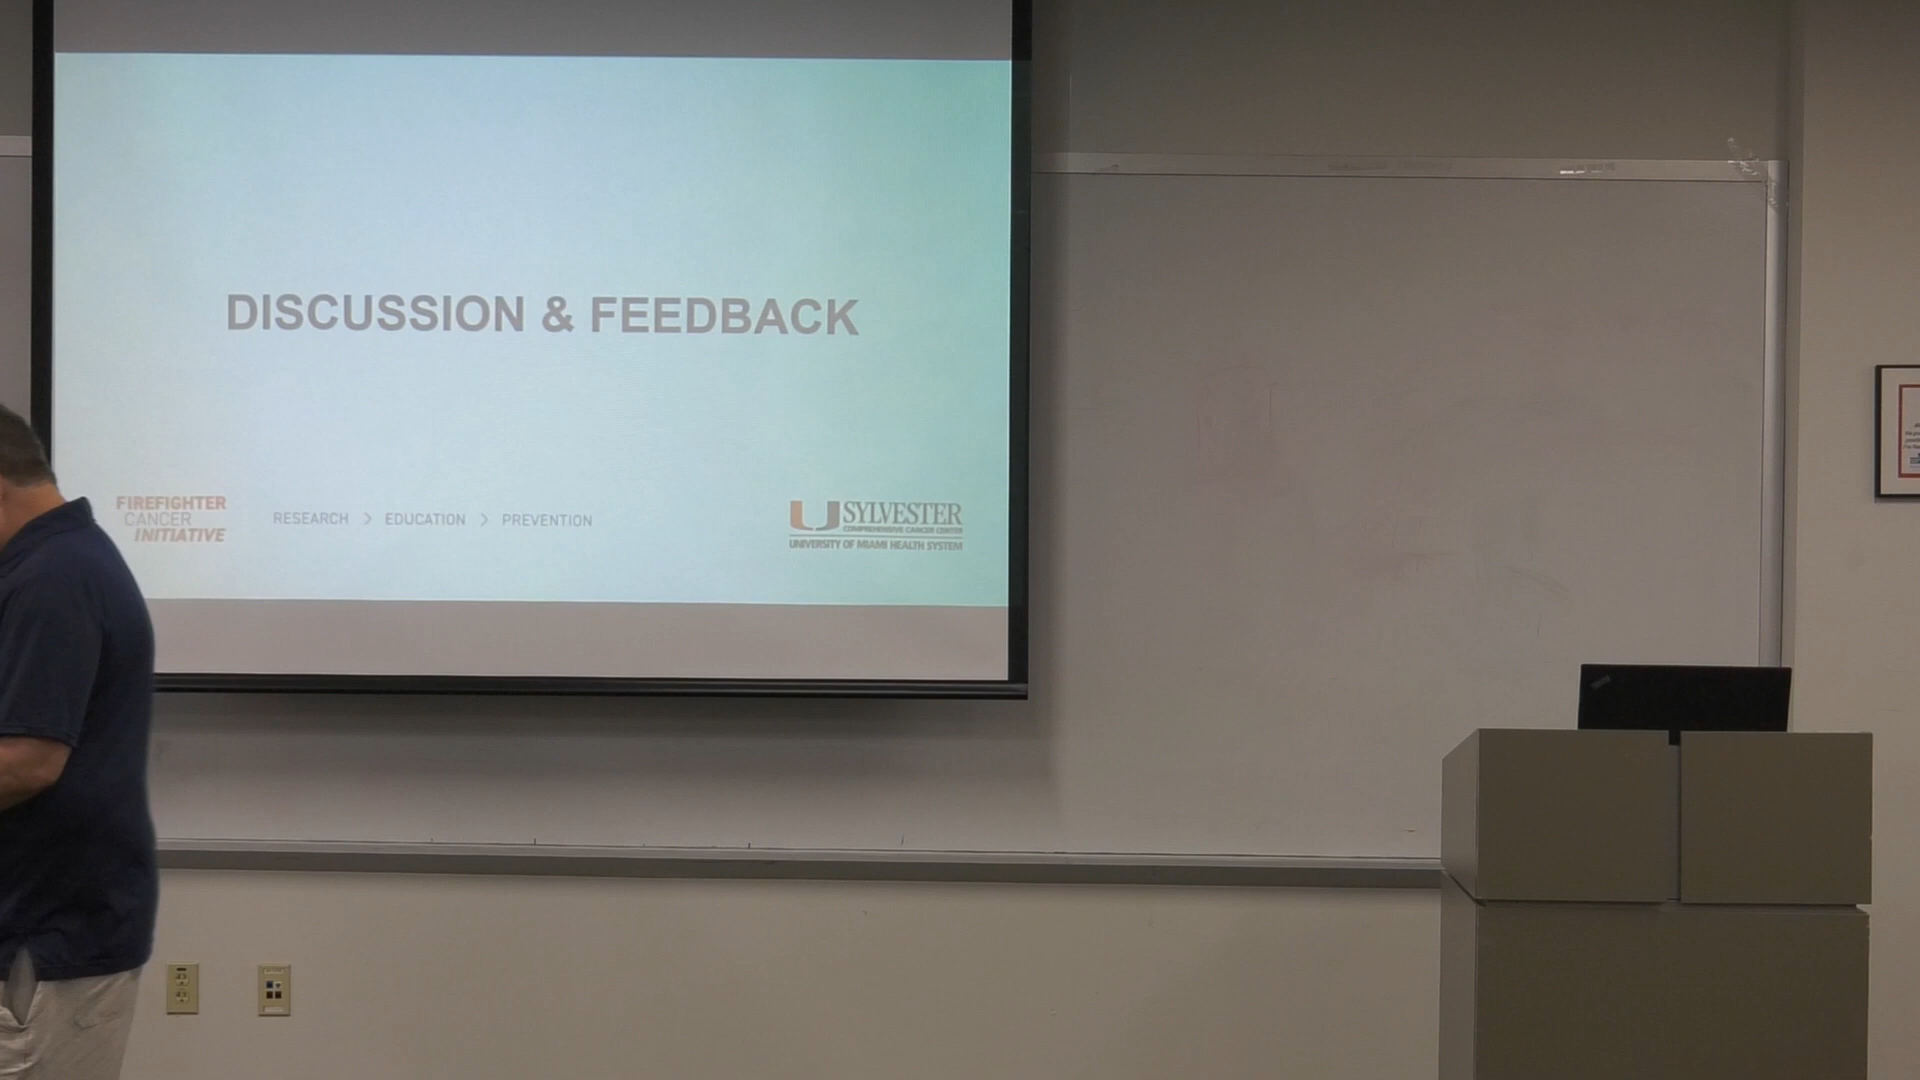 DISCUSSION & FEEDBACK
FIREFIGHTER
CANCER
INITIATIVE
RESEARCH > EDUCATION > PREVENTION
U SYLVESTER
COMPREHENSIVE CANCER CENTER
UNIVERSITY OF MIAMI HEALTH SYSTEM